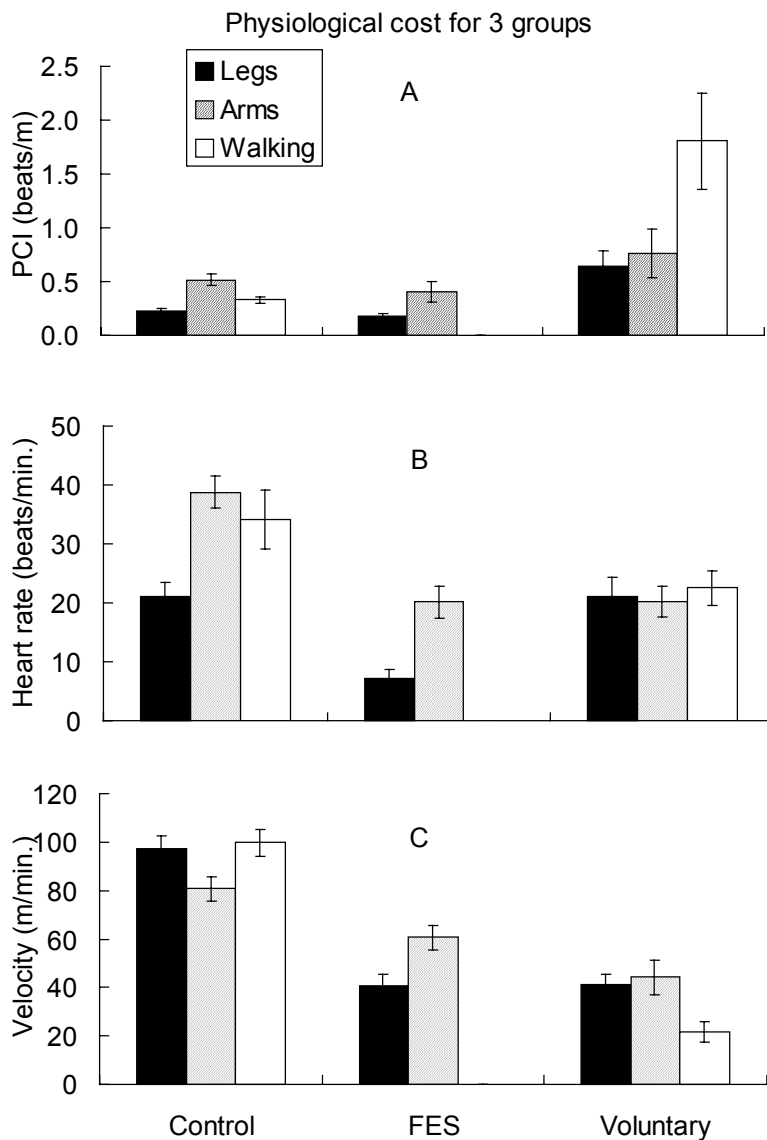 Physiological cost for 3 groups
Legs
Arms
Walking
A
PCI (beats/m)
2.5
2.0
1.5
1.0
0.5
0.0
B
Heart rate (beats/min.)
50
40
30
20
10
0
C
Velocity (m/min.)
120
100
80
60
40
20
0
Control FES Voluntary